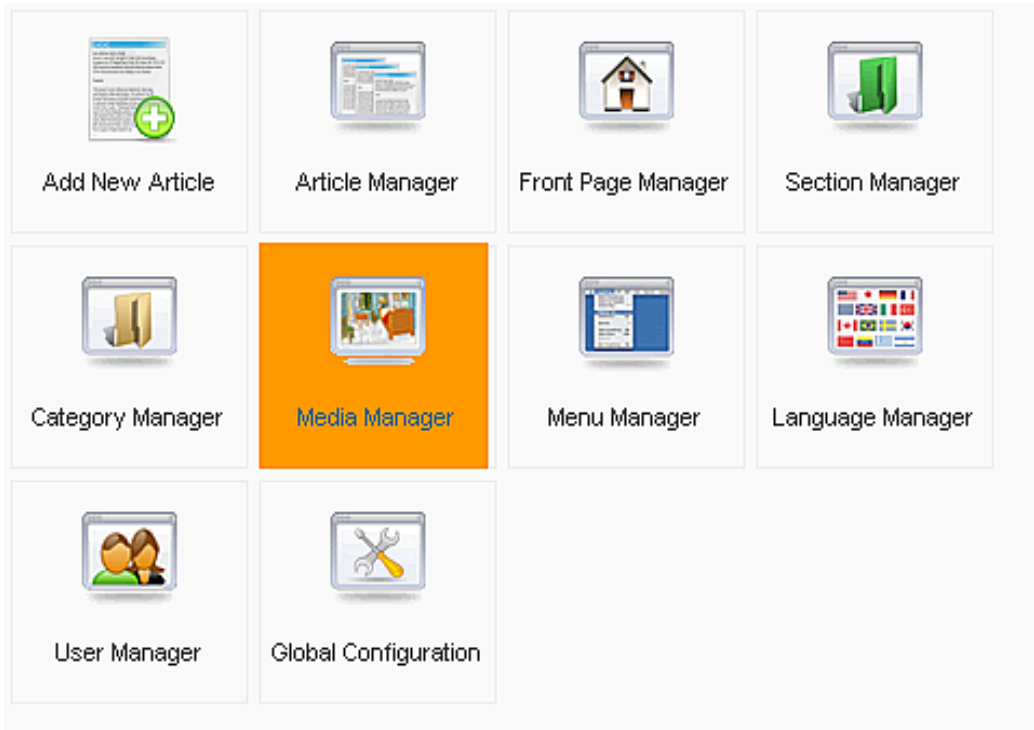 Add New Article
Article Manager
Front Page Manager
Section Manager
Category Manager
Media Manager
Menu Manager
Language Manager
User Manager
Global Configuration